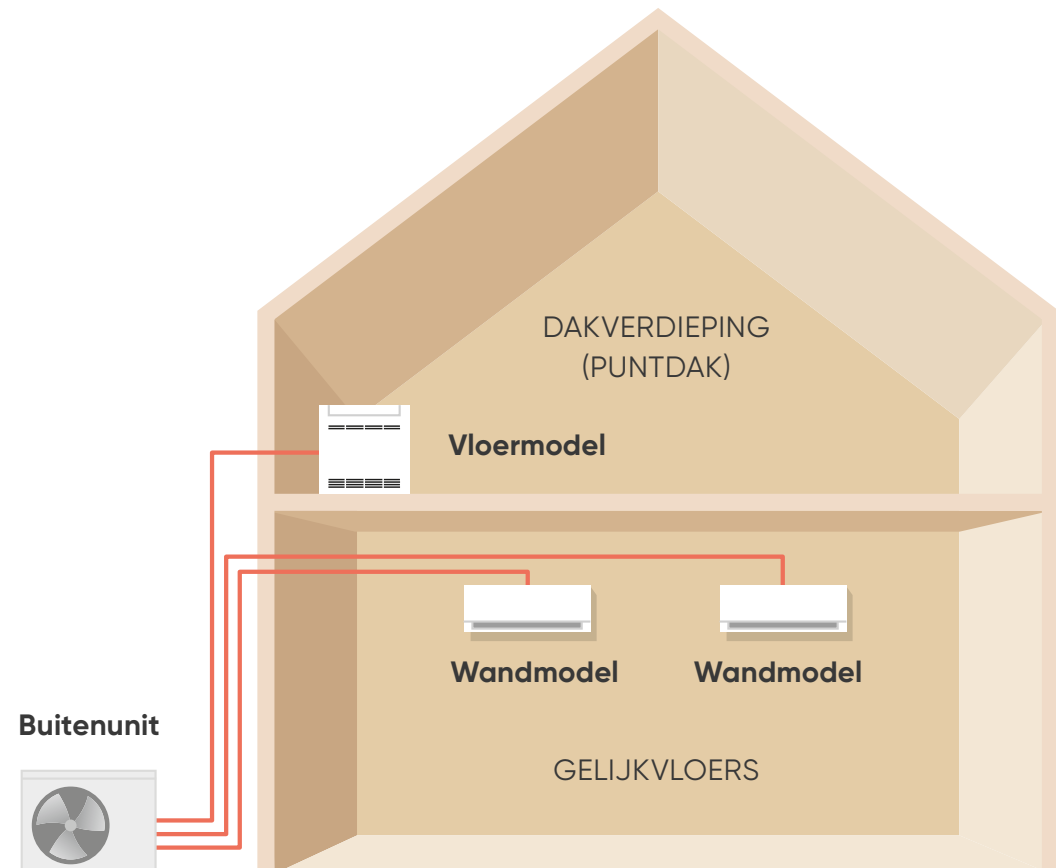 DAKVERDIEPING
(PUNTDAK)
Vloermodel
Wandmodel
Wandmodel
Buitenunit
GELIJKVLOERS